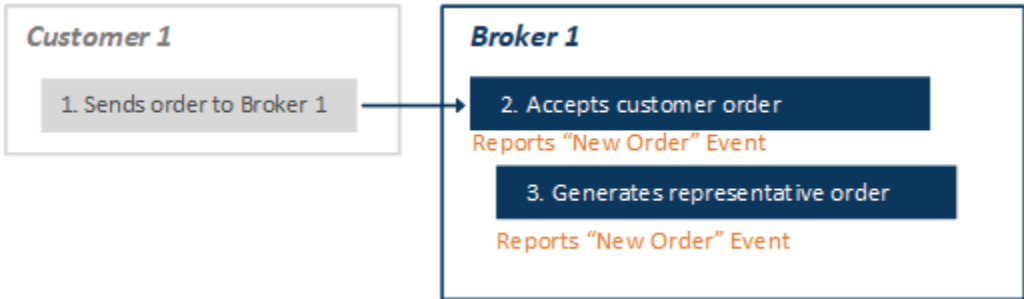 Customer 1
1. Sends order to Broker 1
Broker 1
2. Accepts customer order
Reports “New Order” Event
3. Generates representative order
Reports “New Order” Event